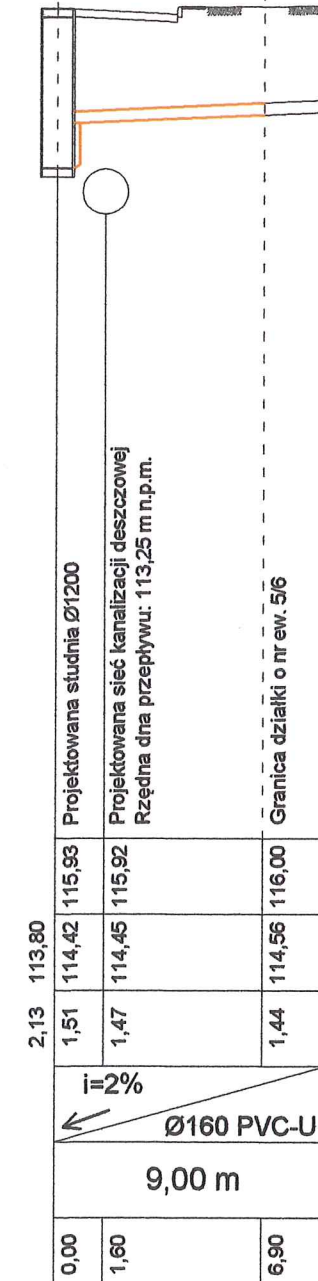 Projektowana studnia Ø1200
Projektowana sieć kanalizacji deszczowej
Rzędna dna przepływu: 113,25 m n.p.m.
Granica działki o nr ew. 5/6
115,93
115,92
116,00
113,80
114,42
114,45
114,56
2,13
1,51
1,47
1,44
i=2%
Ø160 PVC-U
9,00 m
0,00
1,60
6,90